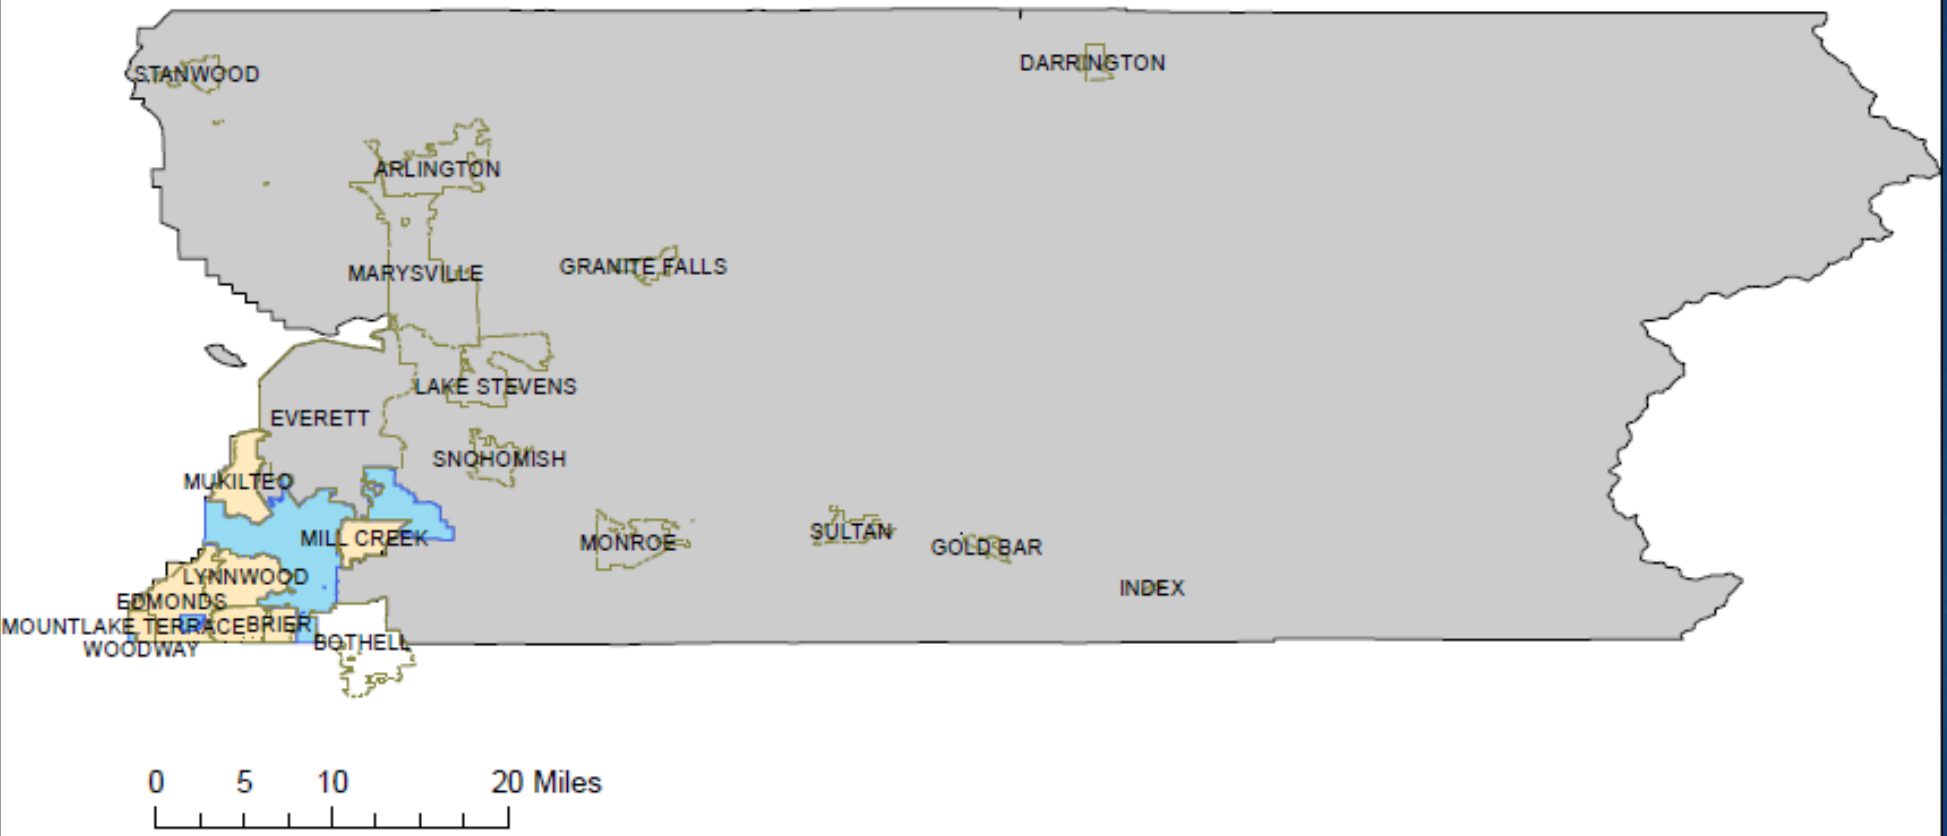 DARRINGTON
STANWOOD
ARLINGTON
MARYSVILLE
GRANITE FALLS
LAKE STEVENS
EVERETT
SNOHOMISH
MUKILTEO
MILL CREEK
MONROE
SULTAN
GOLD BAR
LYNNWOOD
INDEX
EDMONDS
MOUNTLAKE TERRACE
BRIER
BOTHELL
WOODWAY
0 5 10 20 Miles